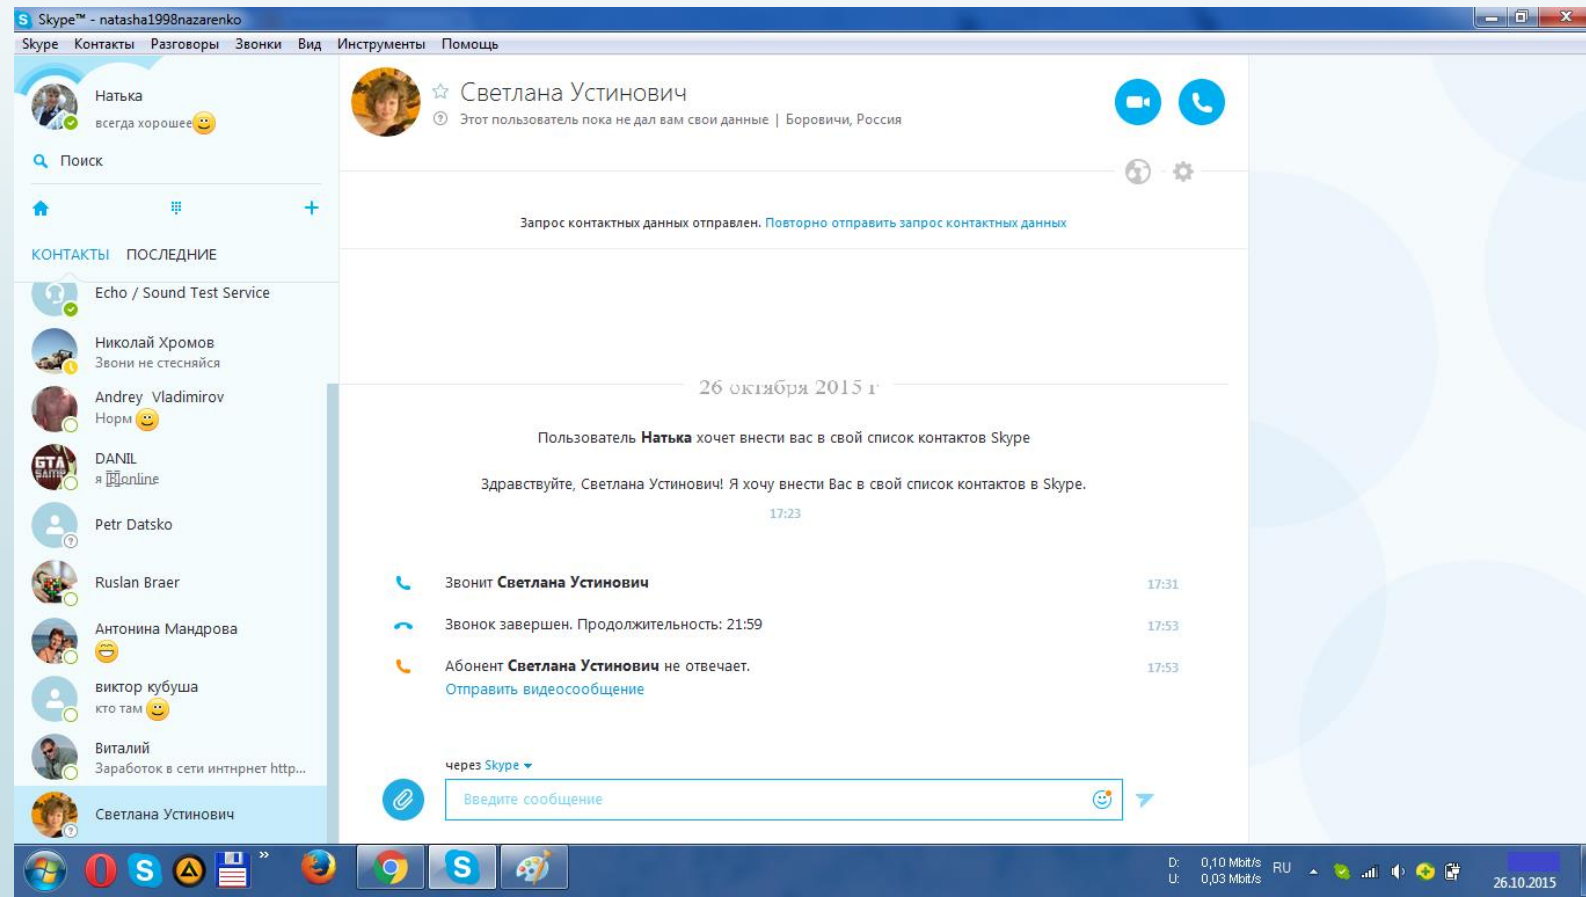 Skype™ - natasha1998nazarenko
Skype Контакты Разговоры Звонки Вид Инструменты Помощь
Натька
всегда хорошее
Поиск
КОНТАКТЫ ПОСЛЕДНИЕ
Echo / Sound Test Service
Николай Хромов
Звони не стесняйся
Andrey Vladimirov
Норм
DANIL
я online
Petr Datsko
Ruslan Braer
Антонина Мандрова
виктор кубуша
кто там
Виталий
Заработок в сети интнрнет http...
Светлана Устинович
Светлана Устинович
Этот пользователь пока не дал вам свои данные | Боровичи, Россия
Запрос контактных данных отправлен. Повторно отправить запрос контактных данных
26 октября 2015 г
Пользователь Натька хочет внести вас в свой список контактов Skype
Здравствуйте, Светлана Устинович! Я хочу внести Вас в свой список контактов в Skype.
17:23
Звонит Светлана Устинович 17:31
Звонок завершен. Продолжительность: 21:59 17:53
Абонент Светлана Устинович не отвечает. 17:53
Отправить видеосообщение
через Skype
Введите сообщение
D: 0,10 Mbit/s
U: 0,03 Mbit/s
RU
26.10.2015